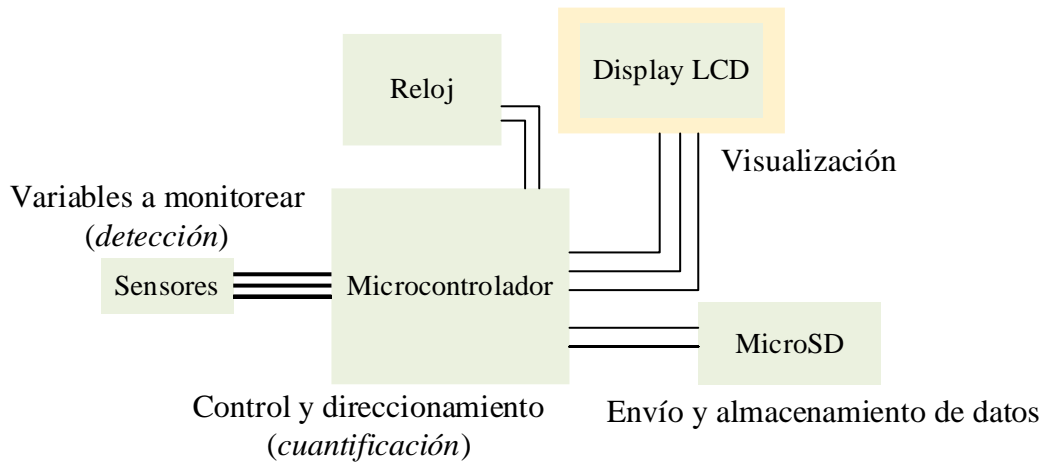 Reloj
Display LCD
Visualización
Variables a monitorear
(detección)
Sensores
Microcontrolador
MicroSD
Control y direccionamiento
(cuantificación)
Envío y almacenamiento de datos